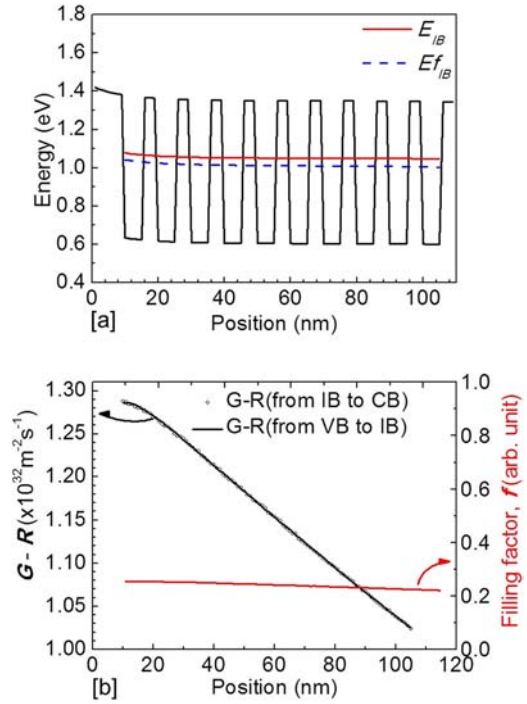 1.8
1.6
1.4
1.2
1.0
0.8
0.6
0.4
Energy (eV)
E_IB
Ef_IB
0 20 40 60 80 100
Position (nm)
[a]
1.30
1.25
1.20
1.15
1.10
1.05
1.00
G - R (x10^32 m^-2 s^-1)
G-R(from IB to CB)
G-R(from VB to IB)
1.0
0.8
0.6
0.4
0.2
0.0
Filling factor, f (arb. unit)
0 20 40 60 80 100 120
Position (nm)
[b]